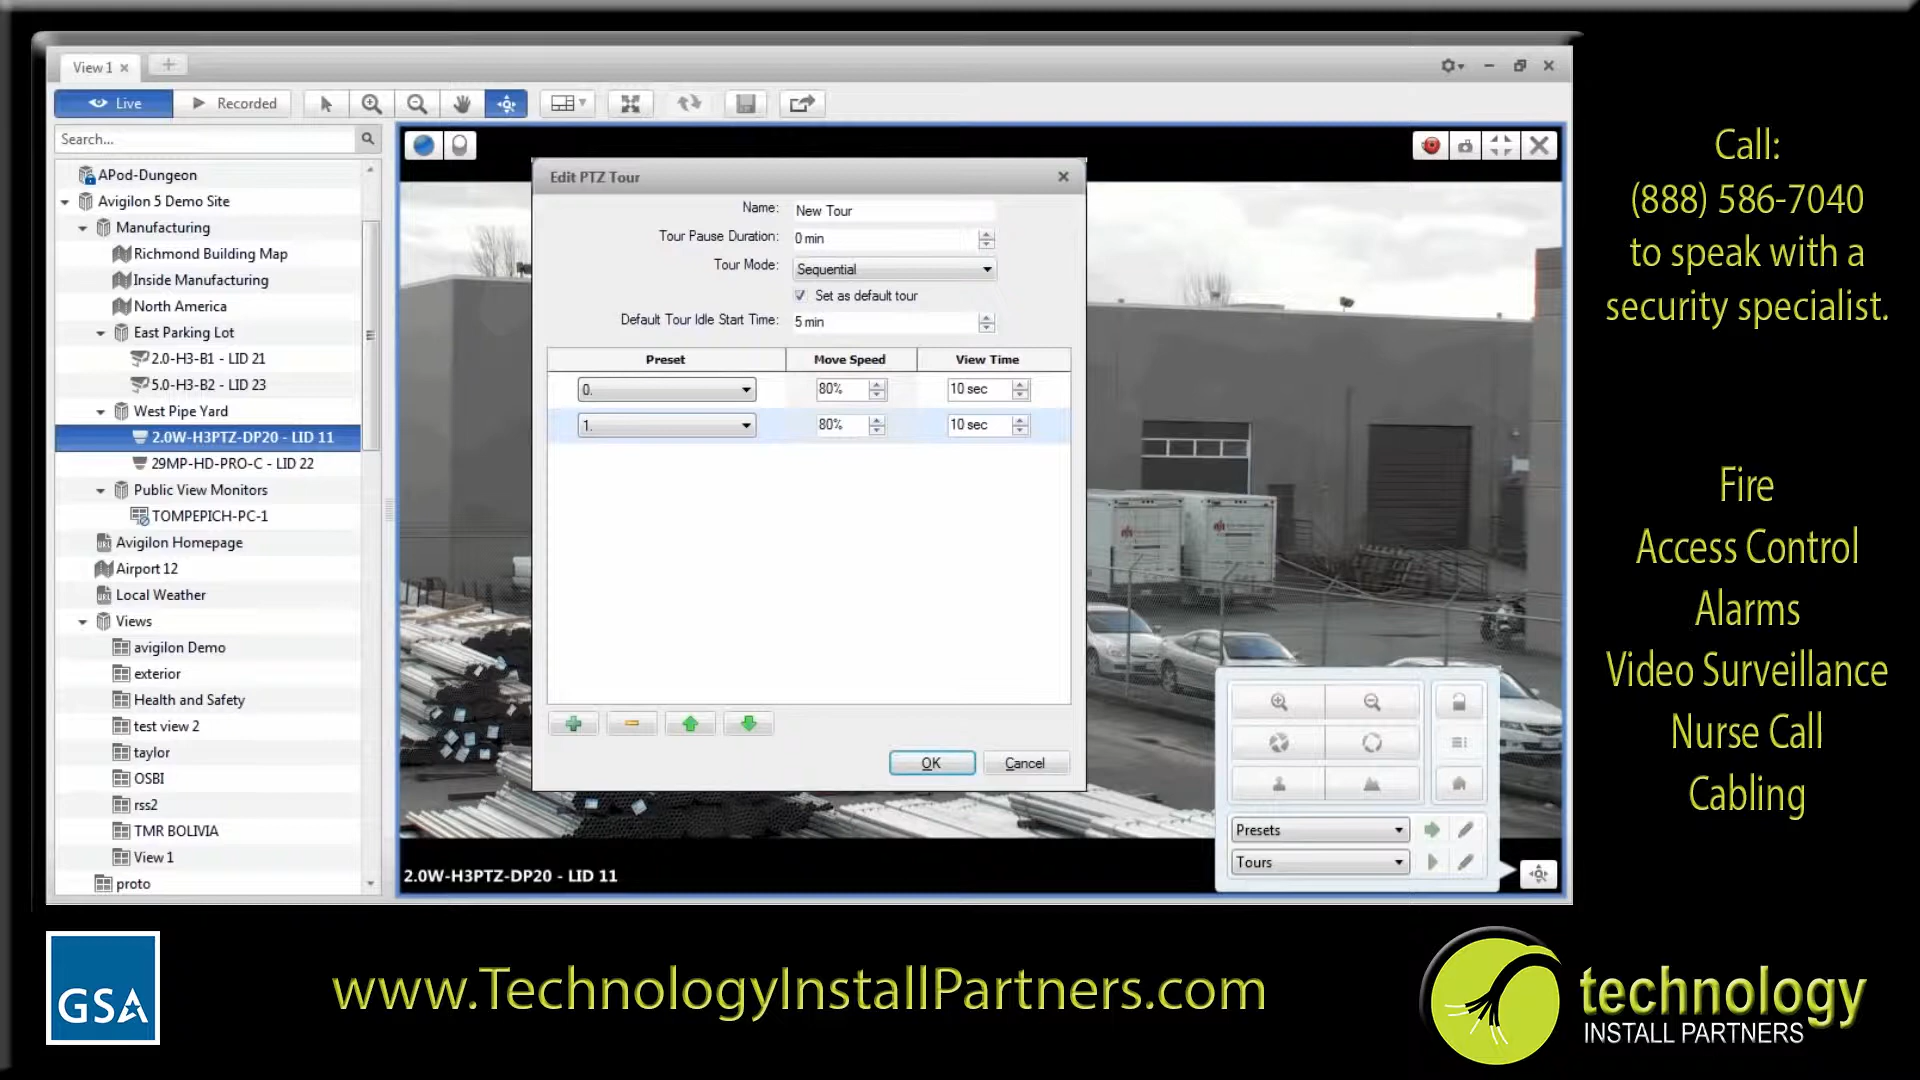 View 1
Live
Recorded
Search...
APod-Dungeon
Avigilon 5 Demo Site
Manufacturing
Richmond Building Map
Inside Manufacturing
North America
East Parking Lot
2.0-H3-B1 - LID 21
5.0-H3-B2 - LID 23
West Pipe Yard
2.0W-H3PTZ-DP20 - LID 11
29MP-HD-PRO-C - LID 22
Public View Monitors
TOMPEPICH-PC-1
Avigilon Homepage
Airport 12
Local Weather
Views
avigilon Demo
exterior
Health and Safety
test view 2
taylor
OSBI
rss2
TMR BOLIVIA
View 1
proto
Edit PTZ Tour
Name: New Tour
Tour Pause Duration: 0 min
Tour Mode: Sequential
Set as default tour
Default Tour Idle Start Time: 5 min
Preset Move Speed View Time
0. 80% 10 sec
1. 80% 10 sec
OK Cancel
Presets
Tours
2.0W-H3PTZ-DP20 - LID 11
Call:
(888) 586-7040
to speak with a
security specialist.
Fire
Access Control
Alarms
Video Surveillance
Nurse Call
Cabling
GSA
www.TechnologyInstallPartners.com
technology
INSTALL PARTNERS